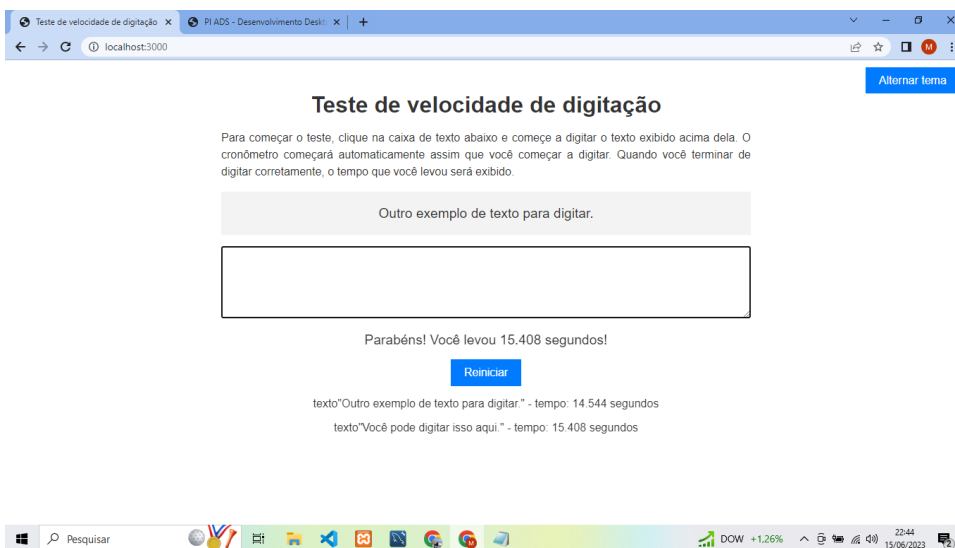 Teste de velocidade de digitação
PI ADS - Desenvolvimento Deskt
localhost:3000
M
Alternar tema
Teste de velocidade de digitação
Para começar o teste, clique na caixa de texto abaixo e começe a digitar o texto exibido acima dela. O
cronômetro começará automaticamente assim que você começar a digitar. Quando você terminar de
digitar corretamente, o tempo que você levou será exibido.
Outro exemplo de texto para digitar.
Parabéns! Você levou 15.408 segundos!
Reiniciar
texto"Outro exemplo de texto para digitar." - tempo: 14.544 segundos
texto"Você pode digitar isso aqui." - tempo: 15.408 segundos
Pesquisar
DOW +1,26%
22:44
15/06/2023
2